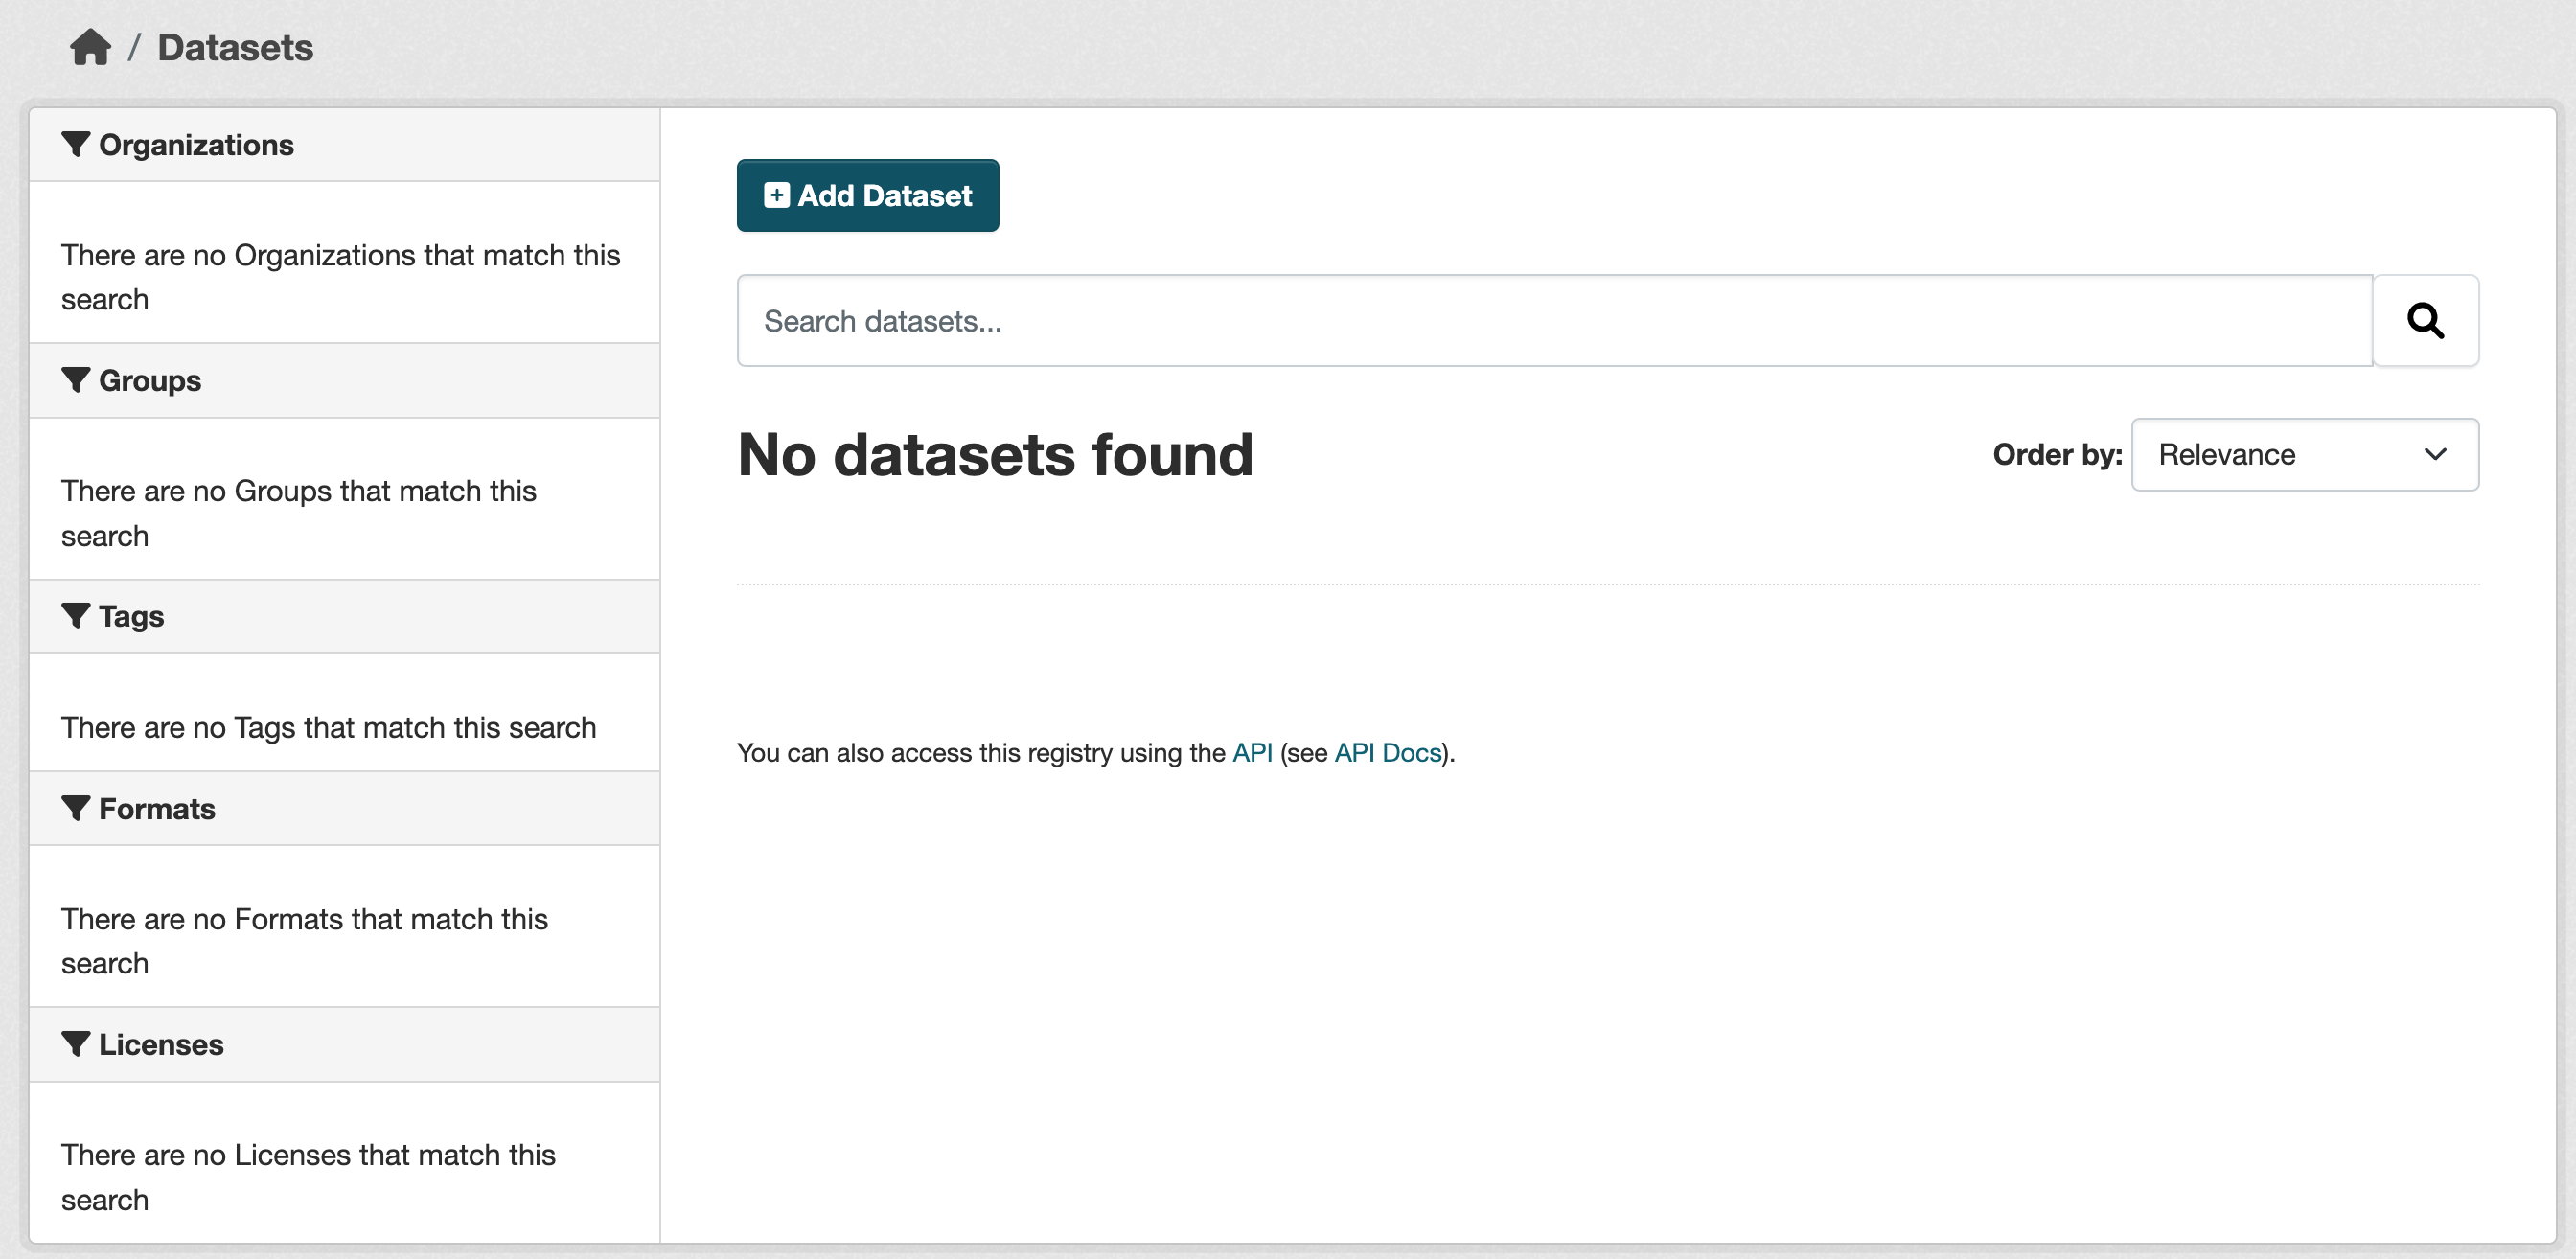 / Datasets
Organizations
There are no Organizations that match this
search
Groups
There are no Groups that match this
search
Tags
There are no Tags that match this search
Formats
There are no Formats that match this
search
Licenses
There are no Licenses that match this
search
Add Dataset
Search datasets...
No datasets found
Order by: Relevance
You can also access this registry using the API (see API Docs).